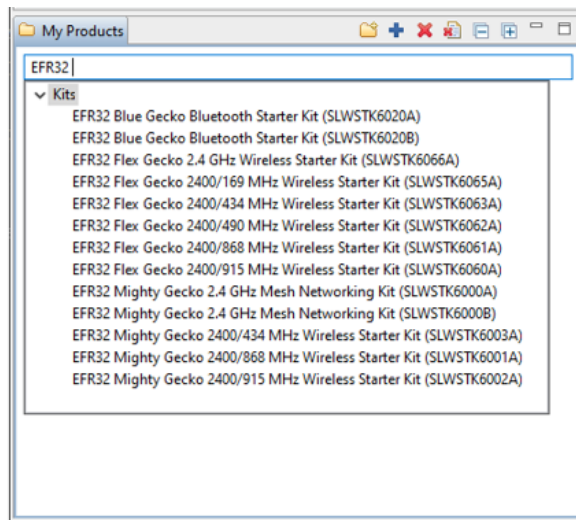 My Products
EFR32
Kits
EFR32 Blue Gecko Bluetooth Starter Kit (SLWSTK6020A)
EFR32 Blue Gecko Bluetooth Starter Kit (SLWSTK6020B)
EFR32 Flex Gecko 2.4 GHz Wireless Starter Kit (SLWSTK6066A)
EFR32 Flex Gecko 2400/169 MHz Wireless Starter Kit (SLWSTK6065A)
EFR32 Flex Gecko 2400/434 MHz Wireless Starter Kit (SLWSTK6063A)
EFR32 Flex Gecko 2400/490 MHz Wireless Starter Kit (SLWSTK6062A)
EFR32 Flex Gecko 2400/868 MHz Wireless Starter Kit (SLWSTK6061A)
EFR32 Flex Gecko 2400/915 MHz Wireless Starter Kit (SLWSTK6060A)
EFR32 Mighty Gecko 2.4 GHz Mesh Networking Kit (SLWSTK6000A)
EFR32 Mighty Gecko 2.4 GHz Mesh Networking Kit (SLWSTK6000B)
EFR32 Mighty Gecko 2400/434 MHz Wireless Starter Kit (SLWSTK6003A)
EFR32 Mighty Gecko 2400/868 MHz Wireless Starter Kit (SLWSTK6001A)
EFR32 Mighty Gecko 2400/915 MHz Wireless Starter Kit (SLWSTK6002A)